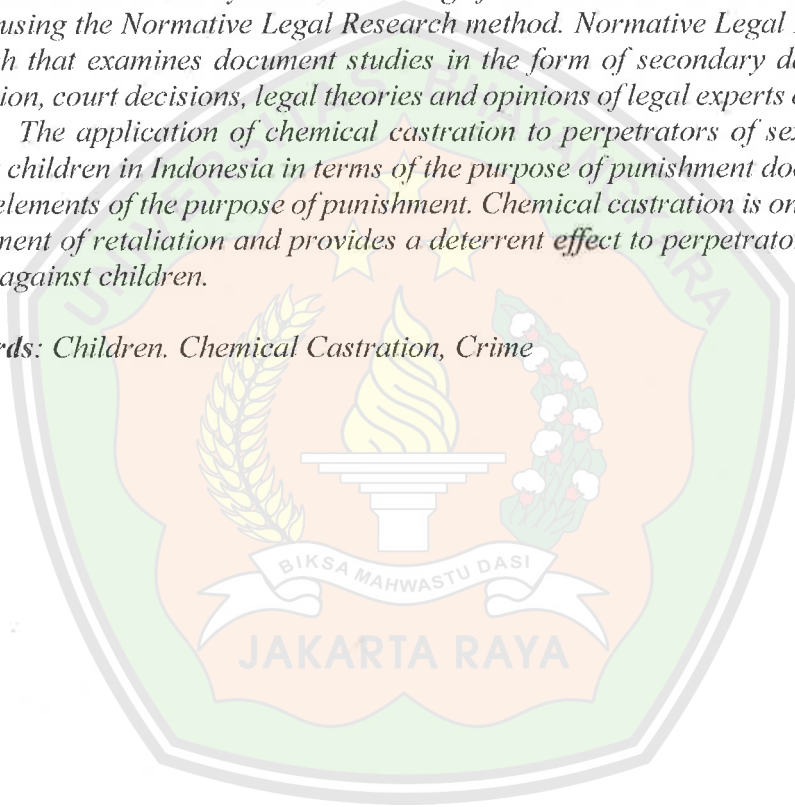 using the Normative Legal Research method. Normative Legal
h that examines document studies in the form of secondary
ion, court decisions, legal theories and opinions of legal experts
The application of chemical castration to perpetrators of
children in Indonesia in terms of the purpose of punishment
elements of the purpose of punishment. Chemical castration is
ment of retaliation and provides a deterrent effect to
against children.
rds: Children. Chemical Castration, Crime
UNIVERSITAS BHAYANGKARA
BIKSA MAHWASTU DASI
JAKARTA RAYA